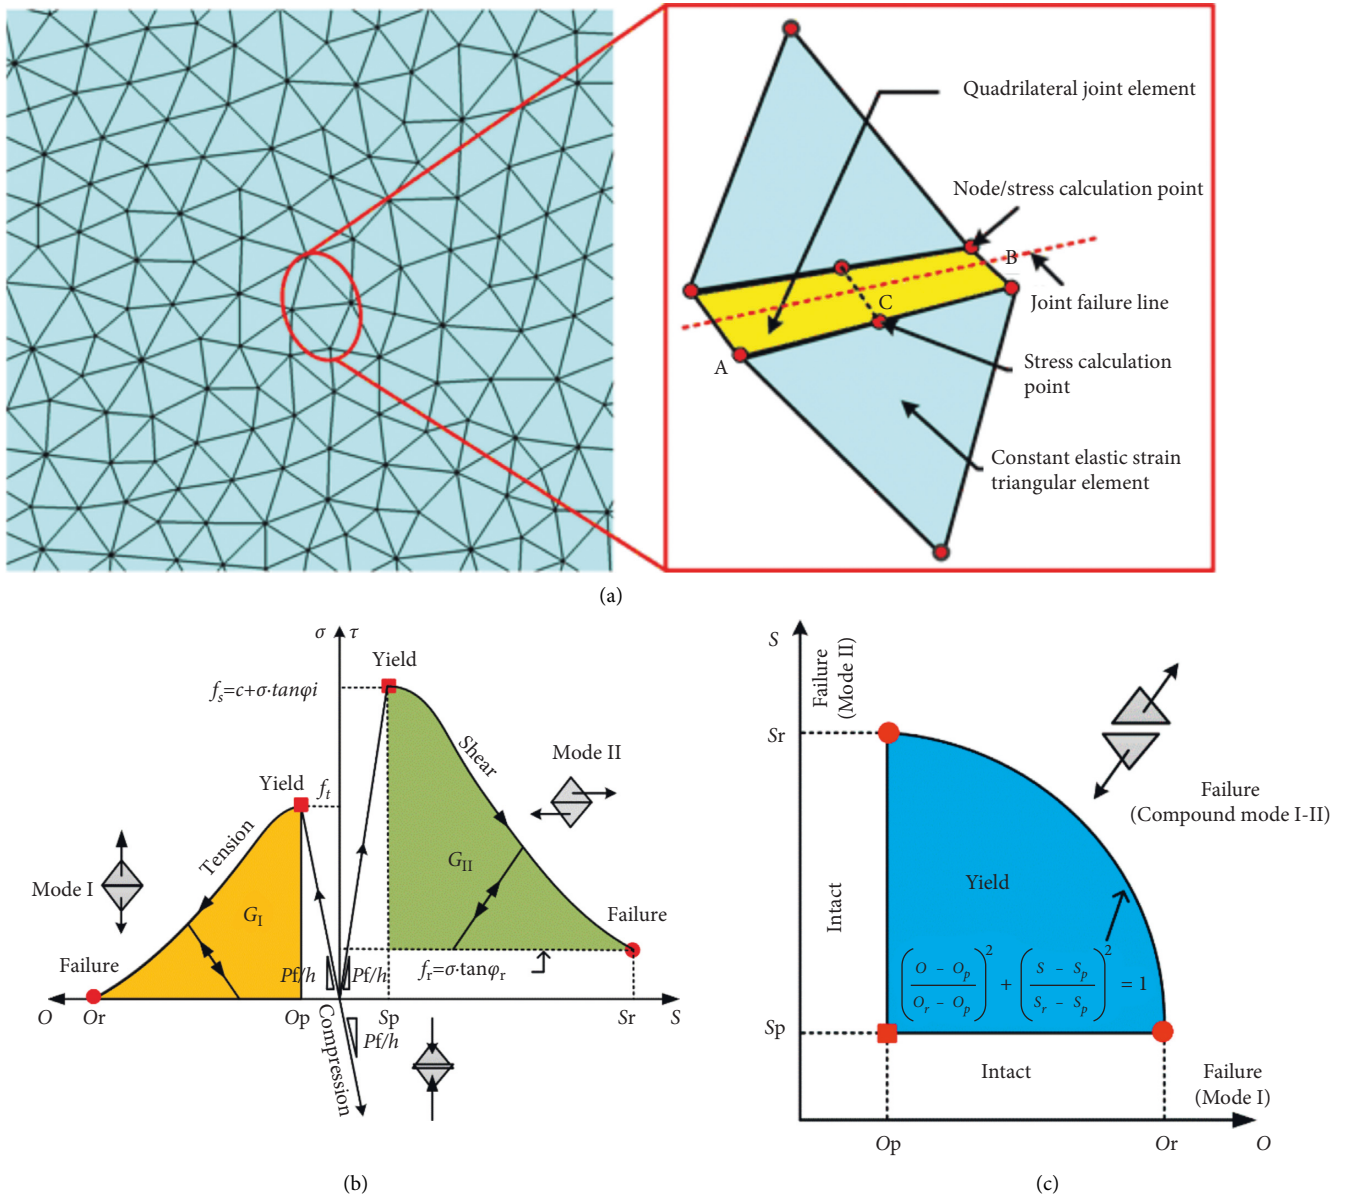 Quadrilateral joint element
Node/stress calculation point
B
Joint failure line
C
A
Stress calculation
point
Constant elastic strain
triangular element
(a)
σ τ
Yield
fs=c+σ·tanφi
Shear
Mode II
Yield
ft
Tension
Mode I
GI
GII
Failure
Failure
Pf/h
Pf/h
fr=σ·tanφr
O
Or
Op
Sp
Sr
S
Compression
Pf/h
(b)
S
Failure
(Mode II)
Sr
Failure
(Compound mode I-II)
Yield
Intact
((O - Op)/(Or - Op))² + ((S - Sp)/(Sr - Sp))² = 1
Sp
Intact
Failure
(Mode I)
Op
Or
O
(c)